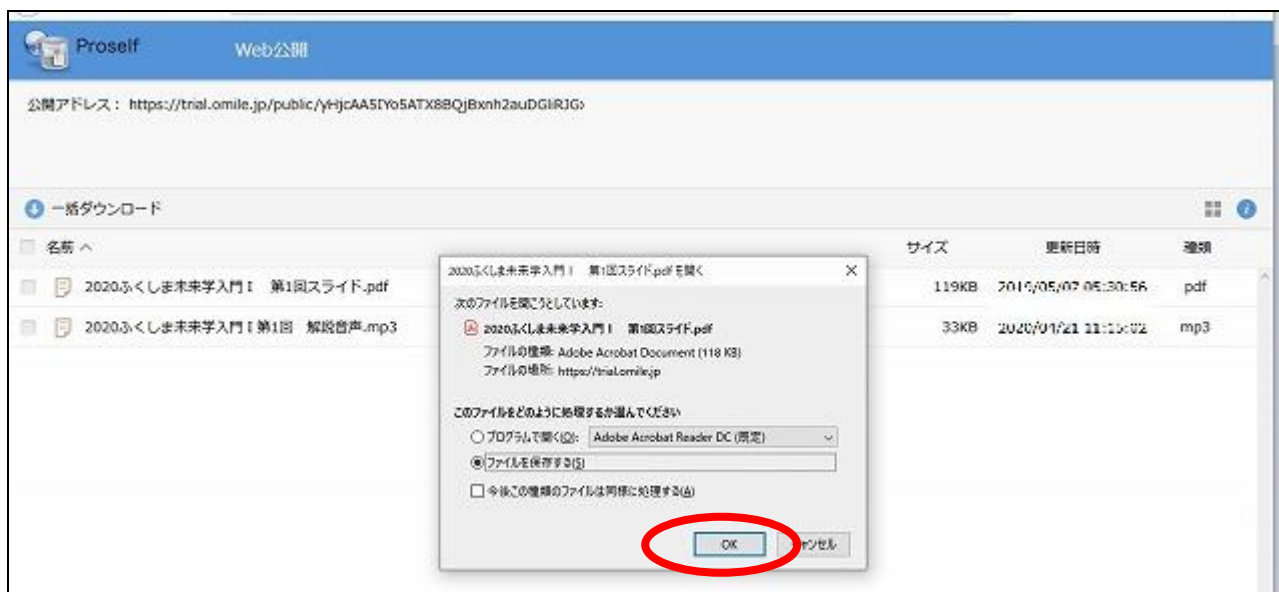 Proself Web公開
公開アドレス： https://trial.omile.jp/public/
一括ダウンロード
名前 サイズ 更新日時 種類
2020ふくしま未来学入門Ⅰ　第1回スライド.pdf 119KB 2019/05/07 05:30:56 pdf
2020ふくしま未来学入門Ⅰ第1回　解説音声.mp3 33KB 2020/04/21 11:15:02 mp3
2020ふくしま未来学入門Ⅰ　第1回スライド.pdf を開く
次のファイルを開こうとしています:
2020ふくしま未来学入門Ⅰ　第1回スライド.pdf
ファイルの種類: Adobe Acrobat Document (118 KB)
ファイルの場所: https://trial.omile.jp
このファイルをどのように処理するか選んでください
プログラムで開く(O): Adobe Acrobat Reader DC (既定)
ファイルを保存する(S)
今後この種類のファイルは同様に処理する(A)
OK ャンセル